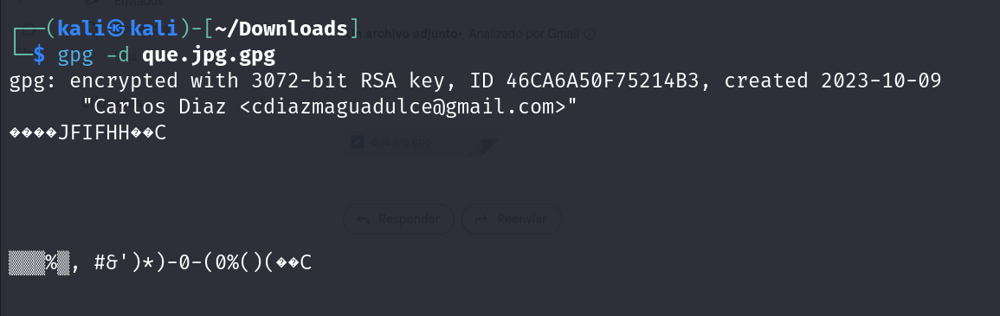 Enviados
┌──(kali㉿kali)-[~/Downloads]
un archivo adjunto• Analizado por Gmail
└─$ gpg -d que.jpg.gpg
gpg: encrypted with 3072-bit RSA key, ID 46CA6A50F75214B3, created 2023-10-09
"Carlos Diaz <cdiazmaguadulce@gmail.com>"
����JFIFHH��C
que.jpg.gpg
Responder Reenviar
▒▒▒%▒, #&')*)-0-(0%()(��C